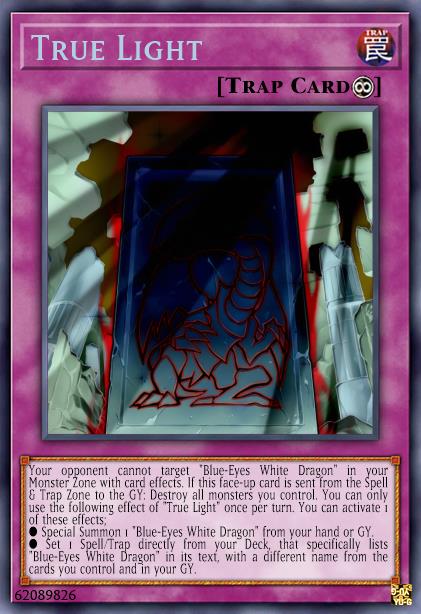 True Light
TRAP
罠
[Trap Card]
Your opponent cannot target "Blue-Eyes White Dragon" in your
Monster Zone with card effects. If this face-up card is sent from the Spell
& Trap Zone to the GY: Destroy all monsters you control. You can only
use the following effect of "True Light" once per turn. You can activate 1
of these effects;
● Special Summon 1 "Blue-Eyes White Dragon" from your hand or GY.
● Set 1 Spell/Trap directly from your Deck, that specifically lists
"Blue-Eyes White Dragon" in its text, with a different name from the
cards you control and in your GY.
62089826